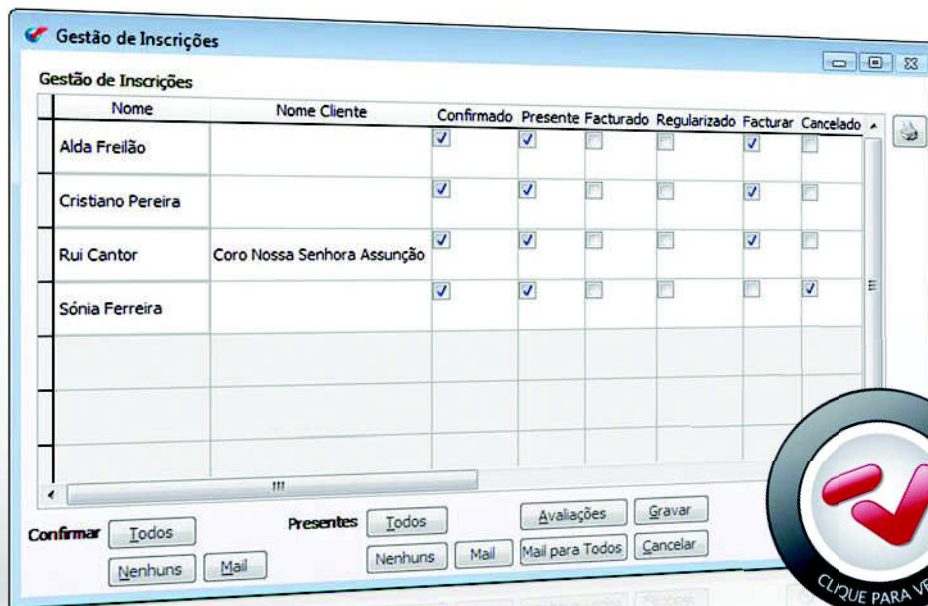 Gestão de Inscrições
Gestão de Inscrições
Nome Nome Cliente Confirmado Presente Facturado Regularizado Facturar Cancelado
Alda Freilão
Cristiano Pereira
Rui Cantor Coro Nossa Senhora Assunção
Sónia Ferreira
Confirmar Todos Presentes Todos Avaliações Gravar
Nenhuns Mail Nenhuns Mail Mail para Todos Cancelar
CLIQUE PARA